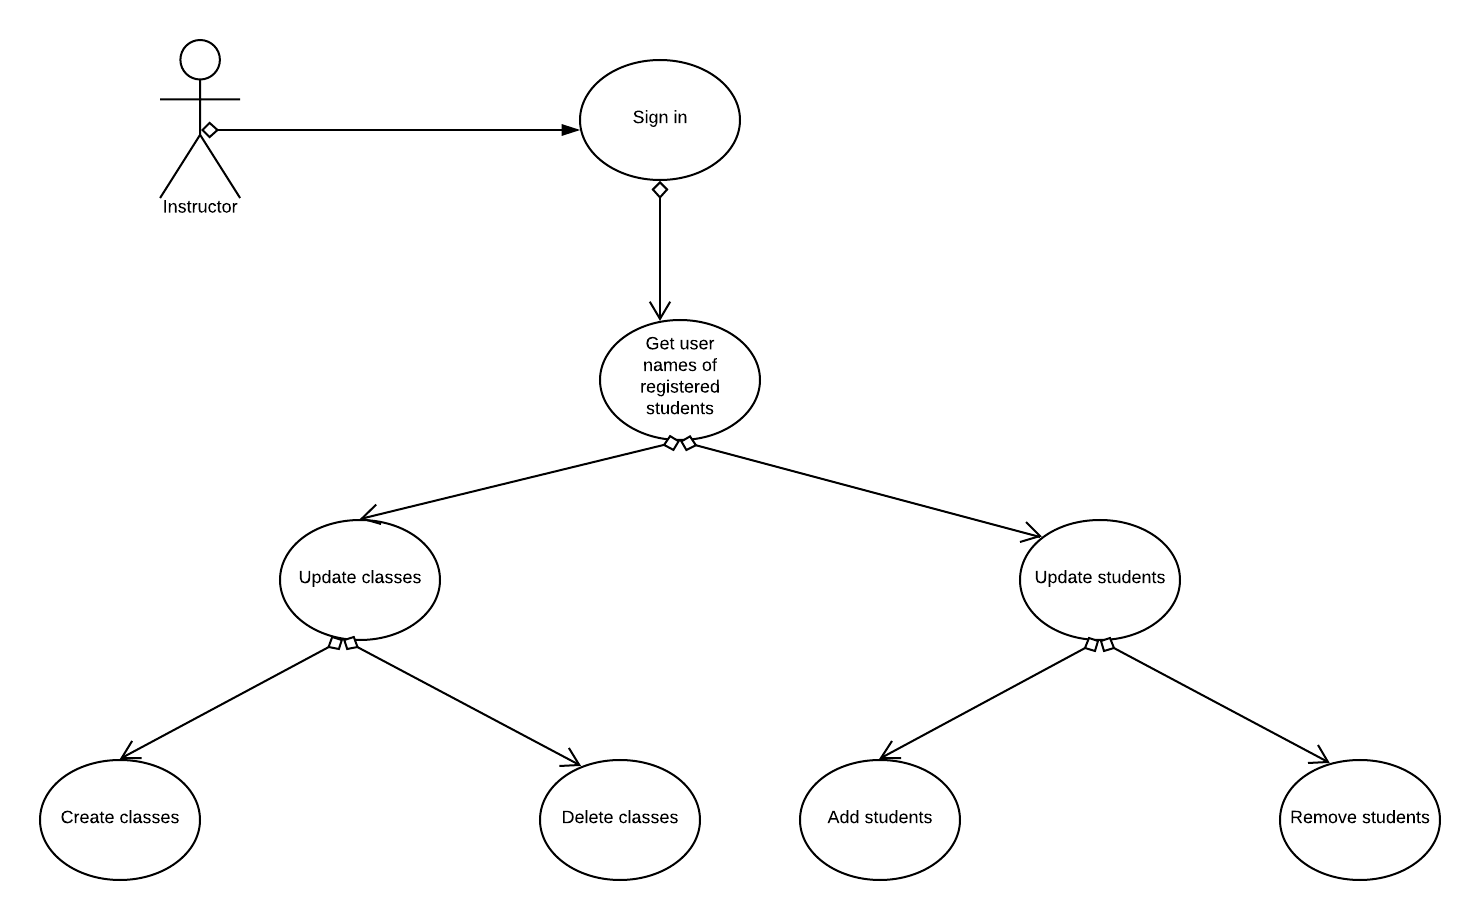 Sign in
Instructor
Get user
names of
registered
students
Update classes
Update students
Create classes
Delete classes
Add students
Remove students